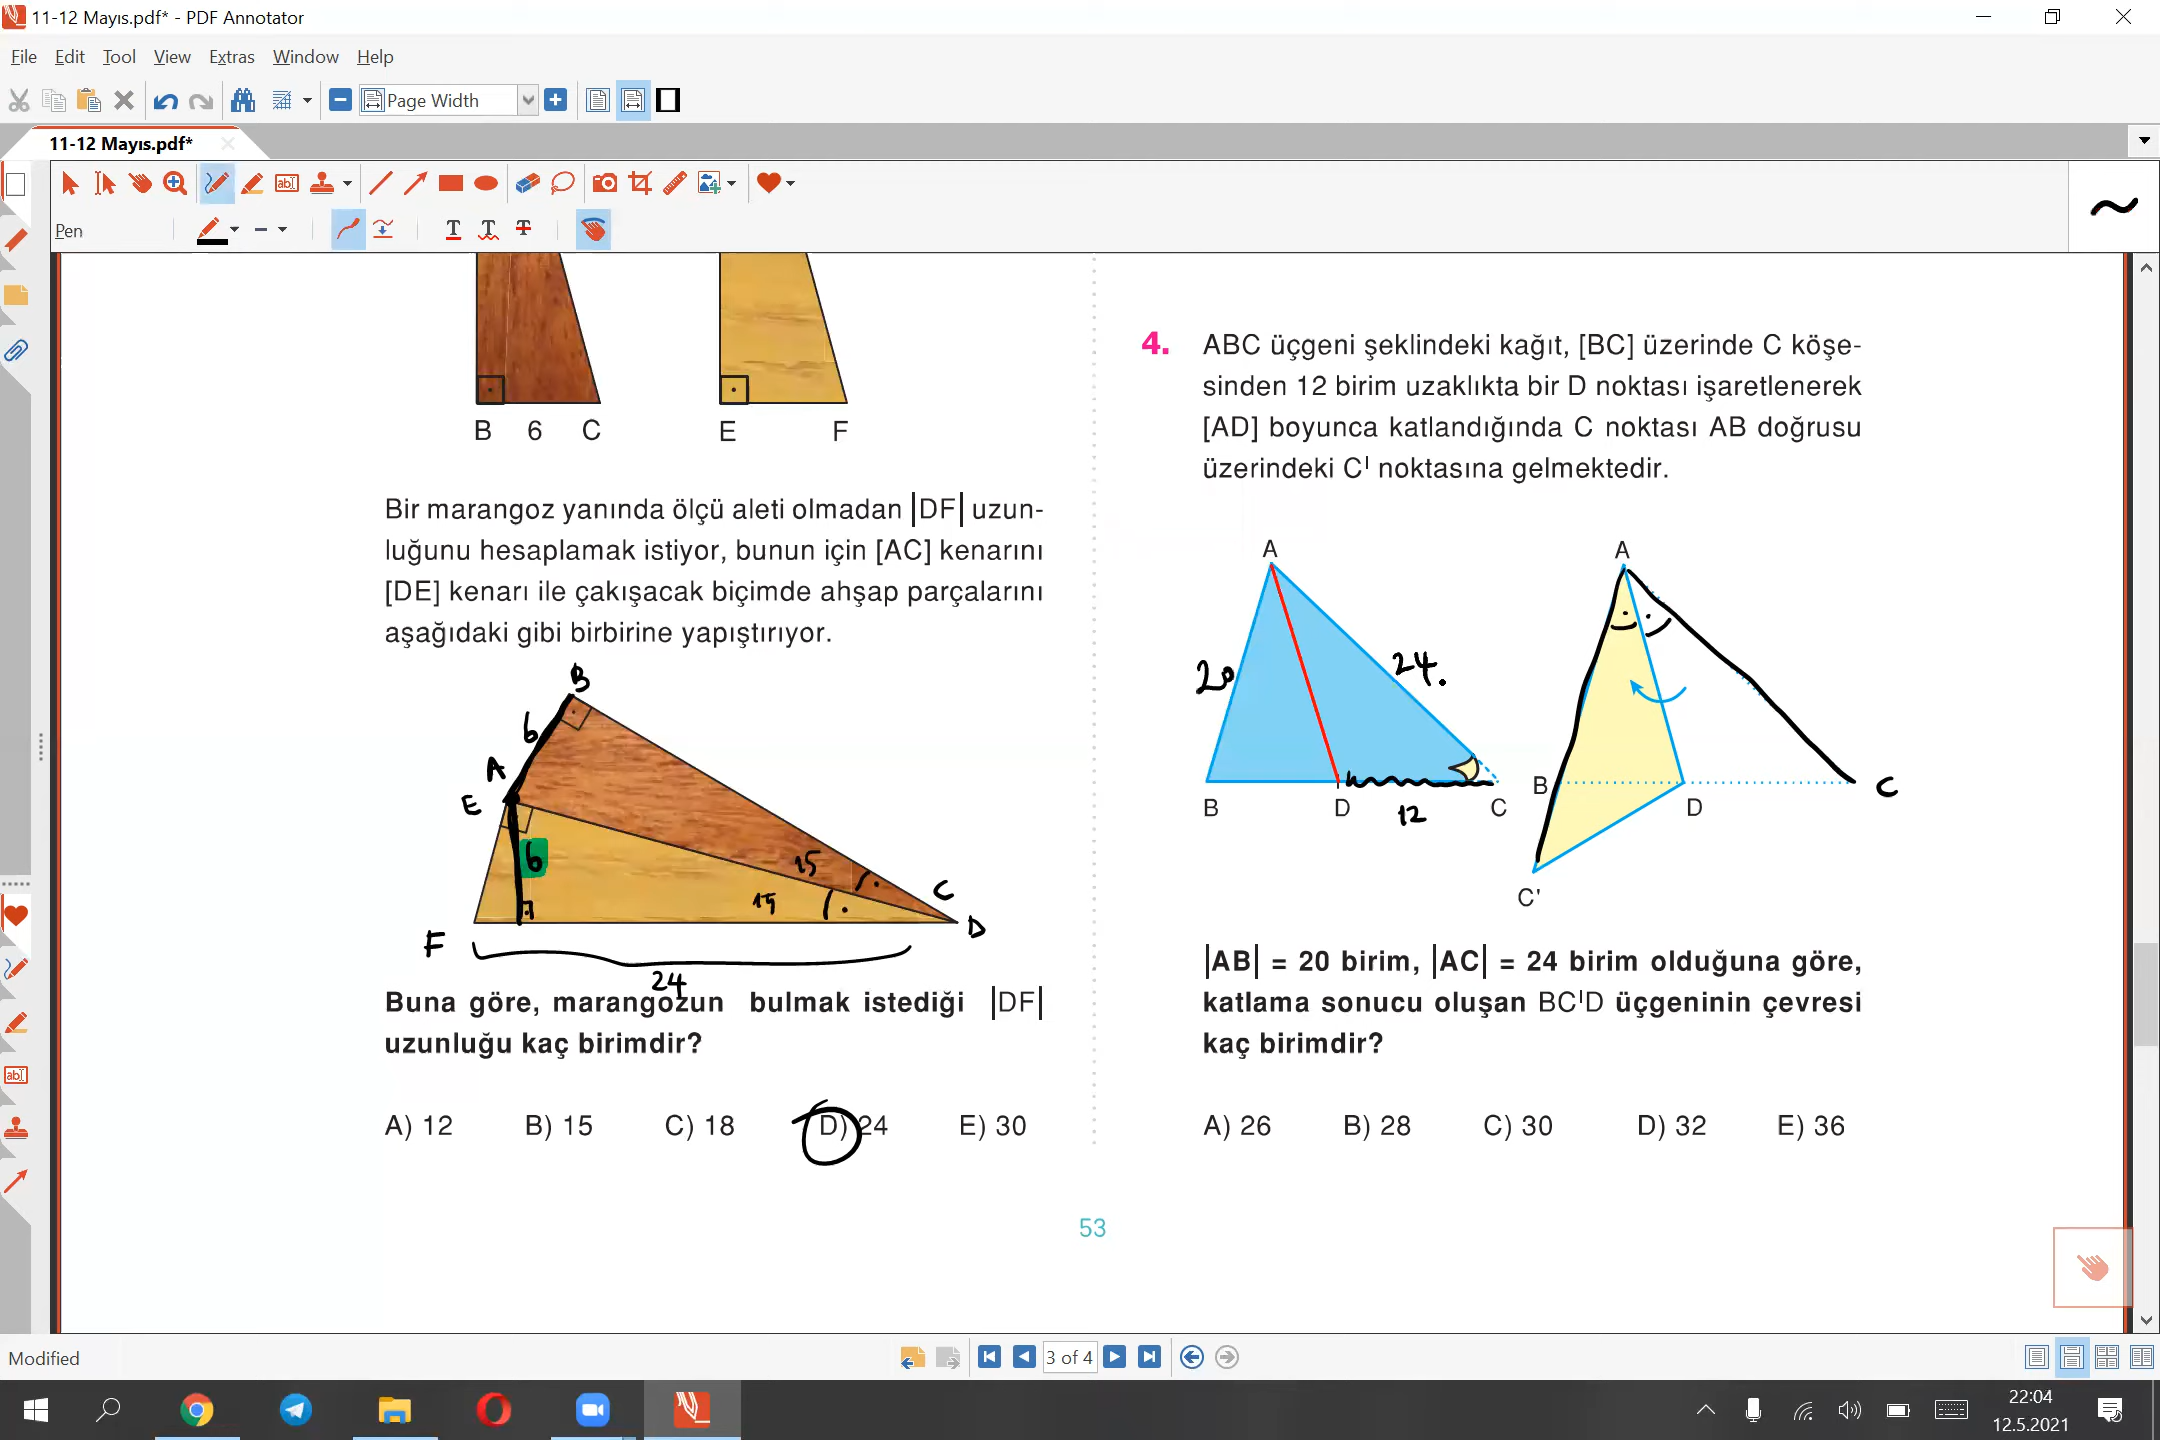 11-12 Mayıs.pdf* - PDF Annotator
File Edit Tool View Extras Window Help
Page Width
11-12 Mayıs.pdf*
Pen
B 6 C
E F
Bir marangoz yanında ölçü aleti olmadan |DF| uzun-
luğunu hesaplamak istiyor, bunun için [AC] kenarını
[DE] kenarı ile çakışacak biçimde ahşap parçalarını
aşağıdaki gibi birbirine yapıştırıyor.
B
6
A
E
6
15
15
C
D
F
24
Buna göre, marangozun bulmak istediği |DF|
uzunluğu kaç birimdir?
A) 12 B) 15 C) 18 D) 24 E) 30
4. ABC üçgeni şeklindeki kağıt, [BC] üzerinde C köşe-
sinden 12 birim uzaklıkta bir D noktası işaretlenerek
[AD] boyunca katlandığında C noktası AB doğrusu
üzerindeki Cᴵ noktasına gelmektedir.
A
20
24.
B D C
12
A
B D C
C'
|AB| = 20 birim, |AC| = 24 birim olduğuna göre,
katlama sonucu oluşan BCᴵD üçgeninin çevresi
kaç birimdir?
A) 26 B) 28 C) 30 D) 32 E) 36
53
Modified
3 of 4
22:04
12.5.2021